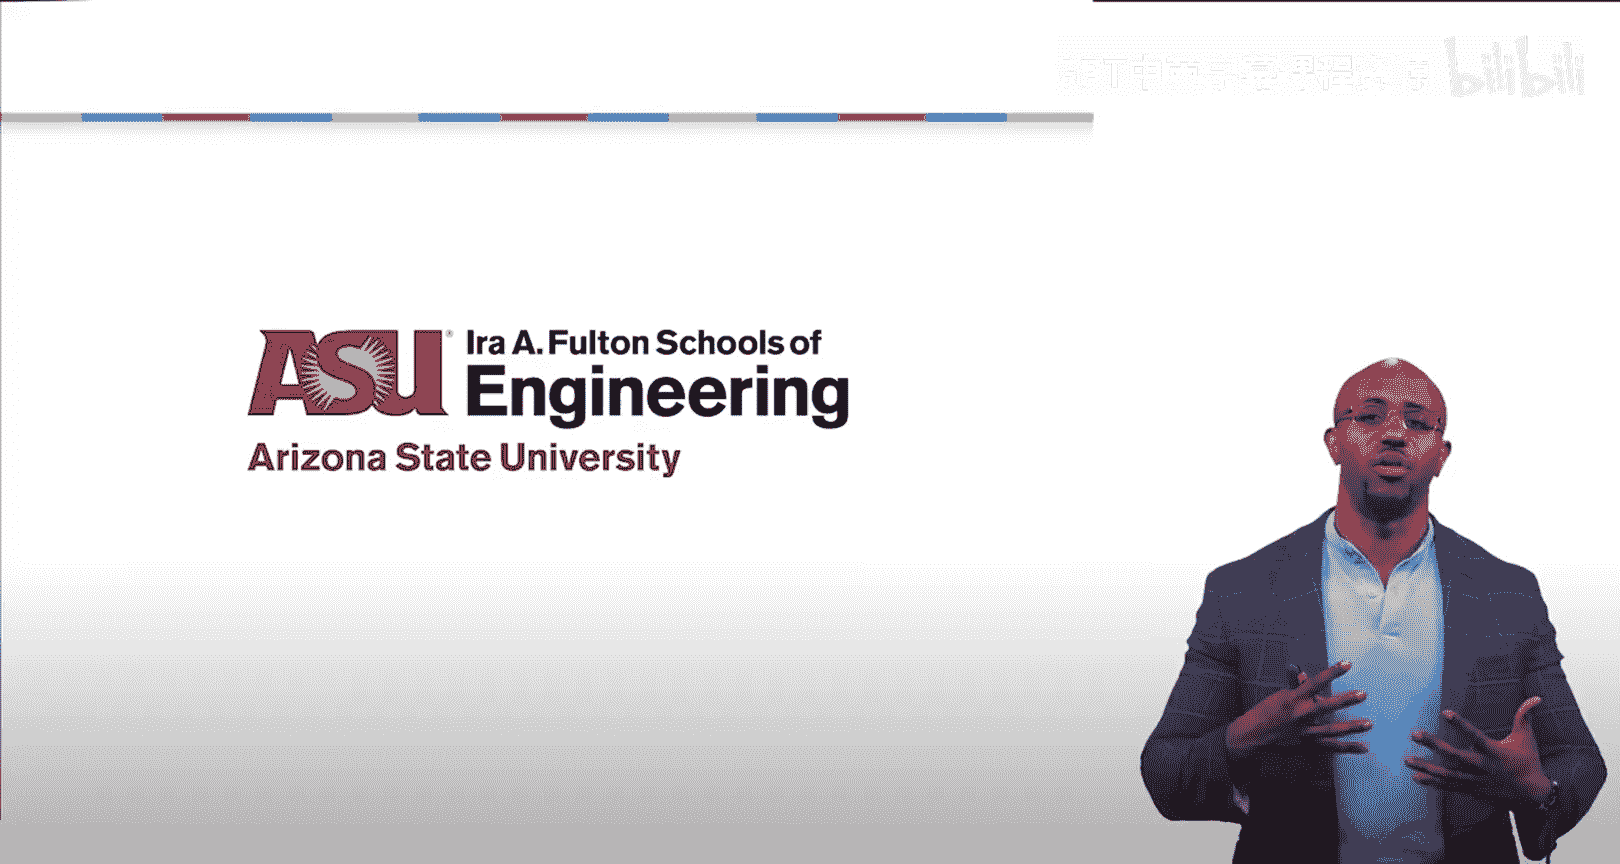 bilibili
ASU®
Ira A. Fulton Schools of
Engineering
Arizona State University